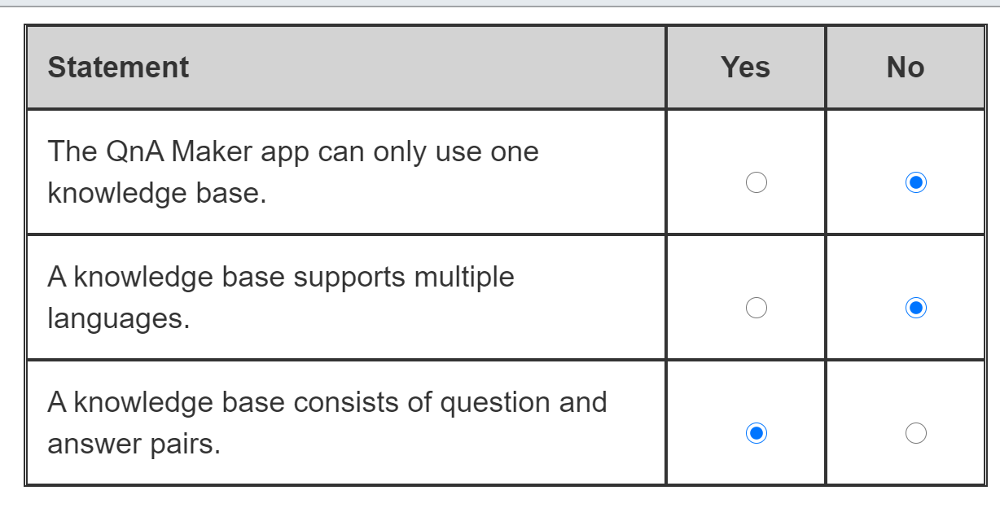 Statement Yes No
The QnA Maker app can only use one
knowledge base.
A knowledge base supports multiple
languages.
A knowledge base consists of question and
answer pairs.